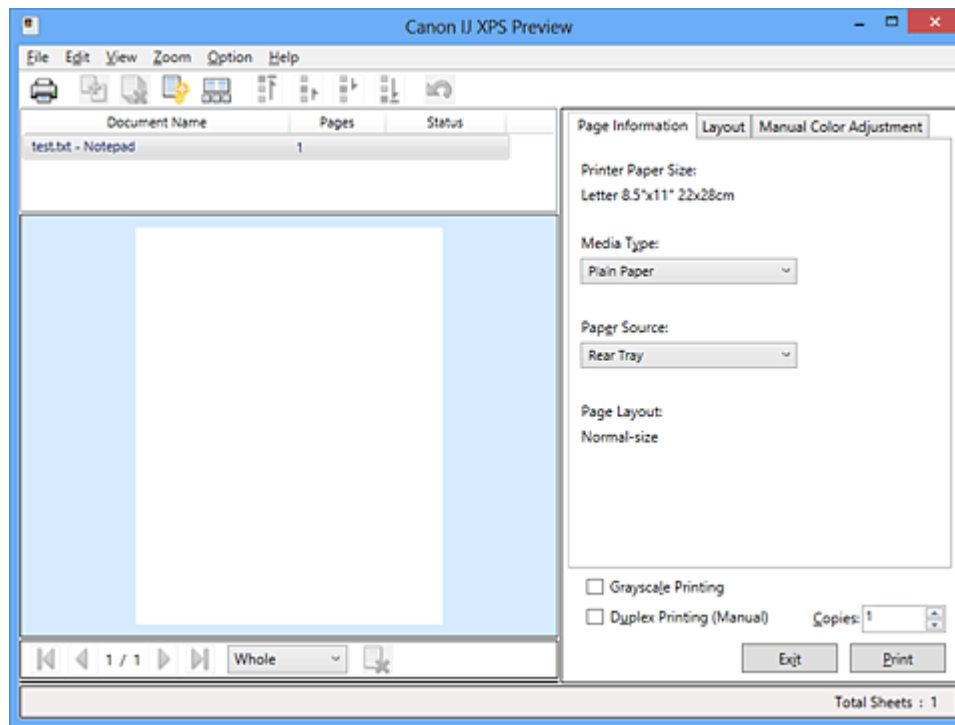 Canon IJ XPS Preview
File Edit View Zoom Option Help
Document Name Pages Status
test.txt - Notepad 1
Page Information Layout Manual Color Adjustment
Printer Paper Size:
Letter 8.5"x11" 22x28cm
Media Type:
Plain Paper
Paper Source:
Rear Tray
Page Layout:
Normal-size
Grayscale Printing
Duplex Printing (Manual) Copies: 1
1 / 1 Whole
Exit Print
Total Sheets : 1